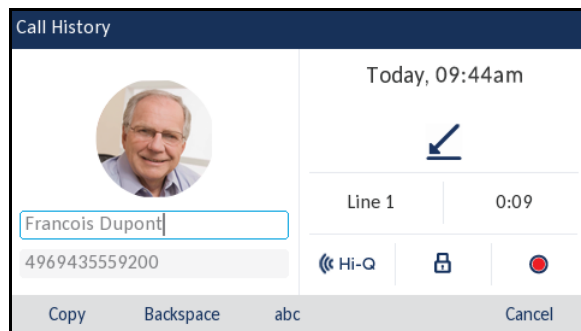 Call History
Today, 09:44am
Line 1 0:09
Francois Dupont
4969435559200
Hi-Q
Copy Backspace abc Cancel